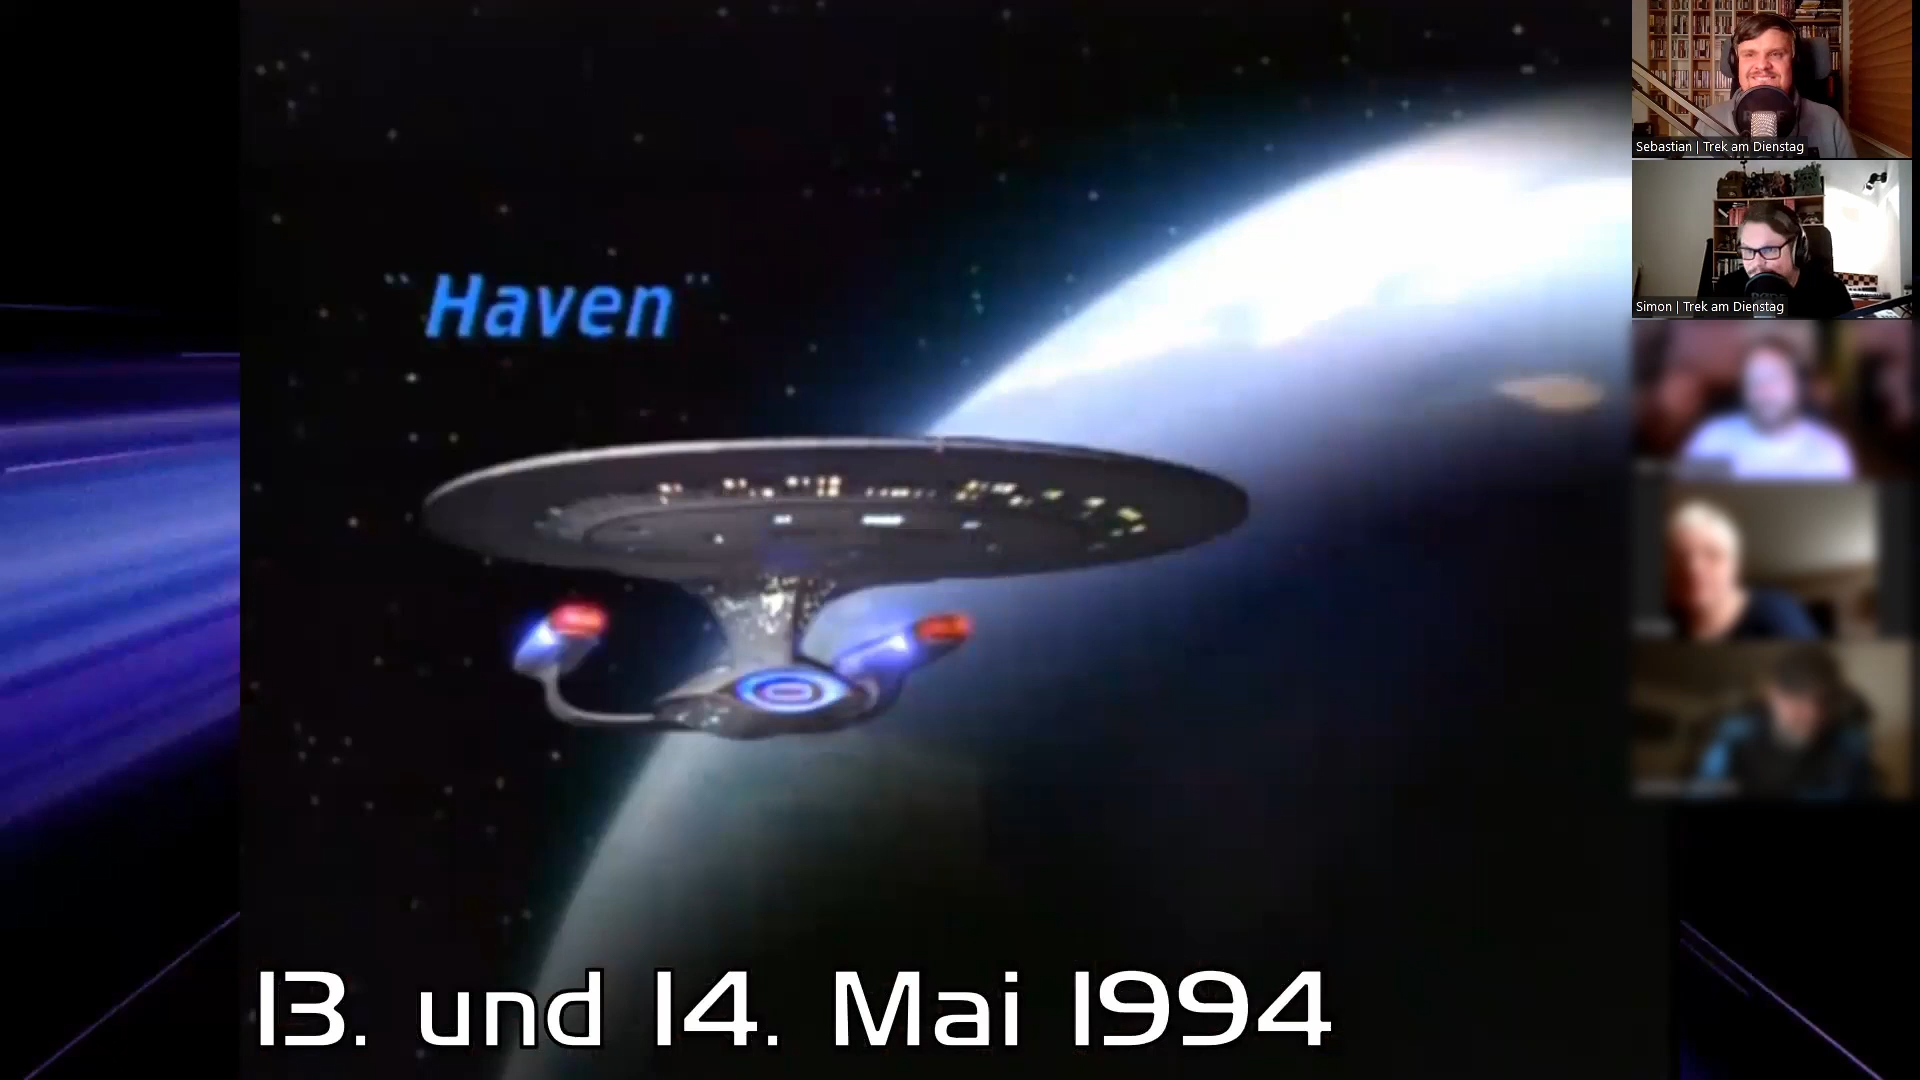 "Haven"
13. und 14. Mai 1994
Sebastian | Trek am Dienstag
Simon | Trek am Dienstag